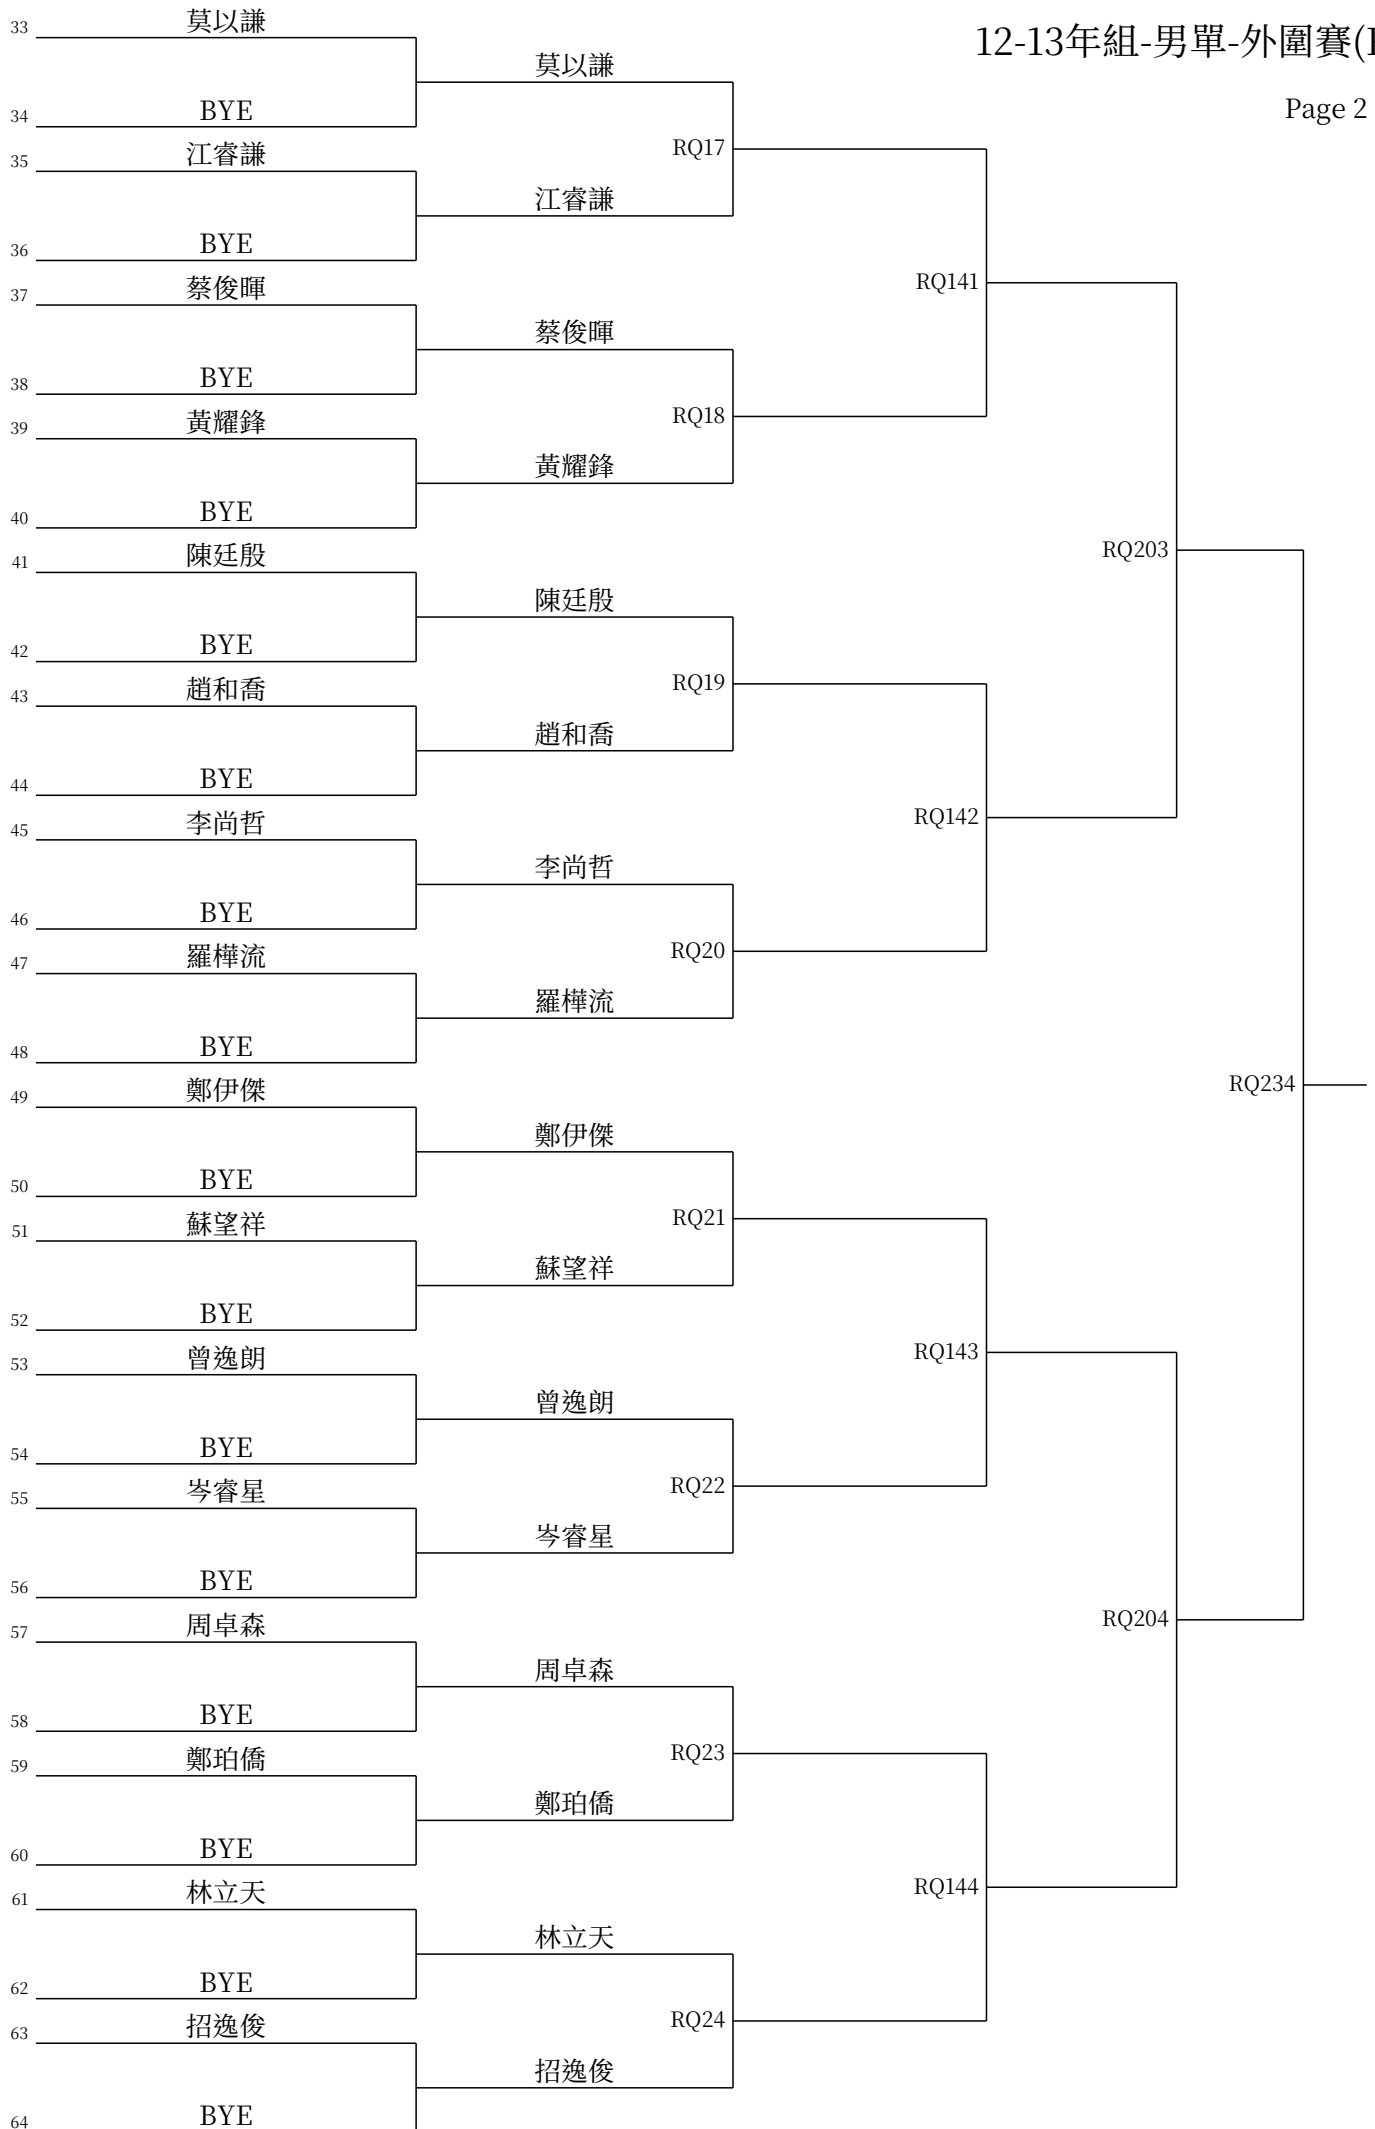 12-13年組-男單-外圍賽(
Page 2
33 莫以謙
莫以謙
34 BYE
RQ17
35 江睿謙
江睿謙
36 BYE
RQ141
37 蔡俊暉
蔡俊暉
38 BYE
RQ18
39 黃耀鋒
黃耀鋒
40 BYE
RQ203
41 陳廷殷
陳廷殷
42 BYE
RQ19
43 趙和喬
趙和喬
44 BYE
RQ142
45 李尚哲
李尚哲
46 BYE
RQ20
47 羅樺流
羅樺流
48 BYE
RQ234
49 鄭伊傑
鄭伊傑
50 BYE
RQ21
51 蘇望祥
蘇望祥
52 BYE
RQ143
53 曾逸朗
曾逸朗
54 BYE
RQ22
55 岑睿星
岑睿星
56 BYE
RQ204
57 周卓森
周卓森
58 BYE
RQ23
59 鄭珀僑
鄭珀僑
60 BYE
RQ144
61 林立天
林立天
62 BYE
RQ24
63 招逸俊
招逸俊
64 BYE